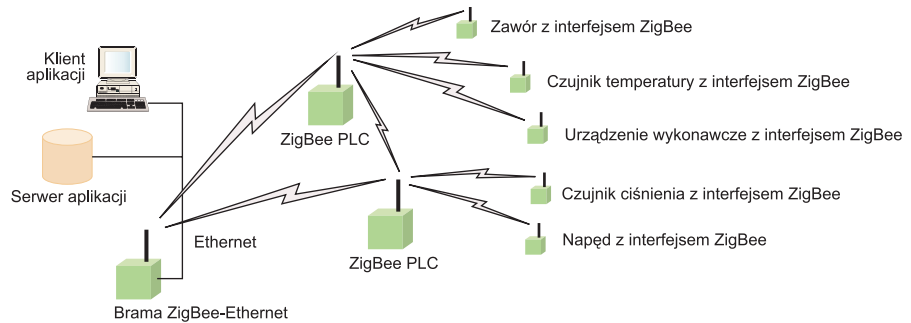 Klient
aplikacji
Serwer aplikacji
Ethernet
Brama ZigBee-Ethernet
ZigBee PLC
ZigBee PLC
Zawór z interfejsem ZigBee
Czujnik temperatury z interfejsem ZigBee
Urządzenie wykonawcze z interfejsem ZigBee
Czujnik ciśnienia z interfejsem ZigBee
Napęd z interfejsem ZigBee